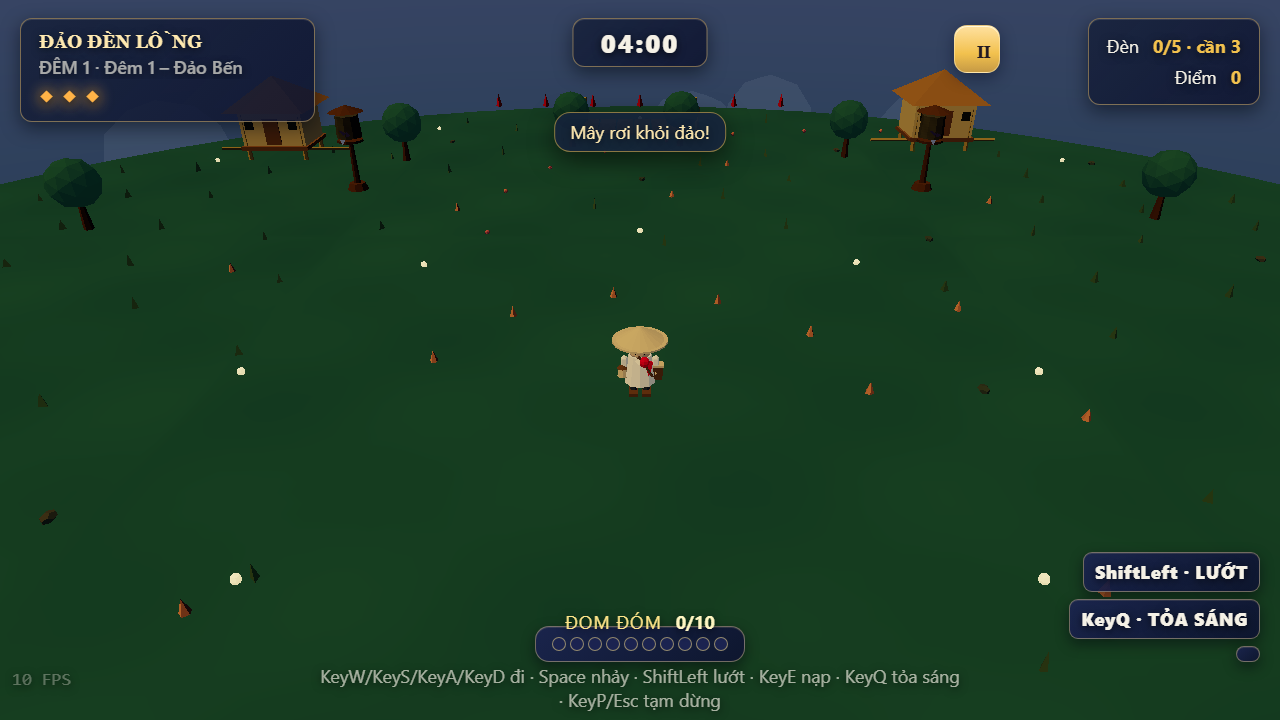 ĐẢO ĐÈN LỒNG
ĐÊM 1 · Đêm 1 – Đảo Bến
04:00
II
Đèn 0/5 · cần 3
Điểm 0
Mây rơi khỏi đảo!
ShiftLeft · LƯỚT
KeyQ · TỎA SÁNG
ĐOM ĐÓM 0/10
KeyW/KeyS/KeyA/KeyD đi · Space nhảy · ShiftLeft lướt · KeyE nạp · KeyQ tỏa sáng
· KeyP/Esc tạm dừng
10 FPS